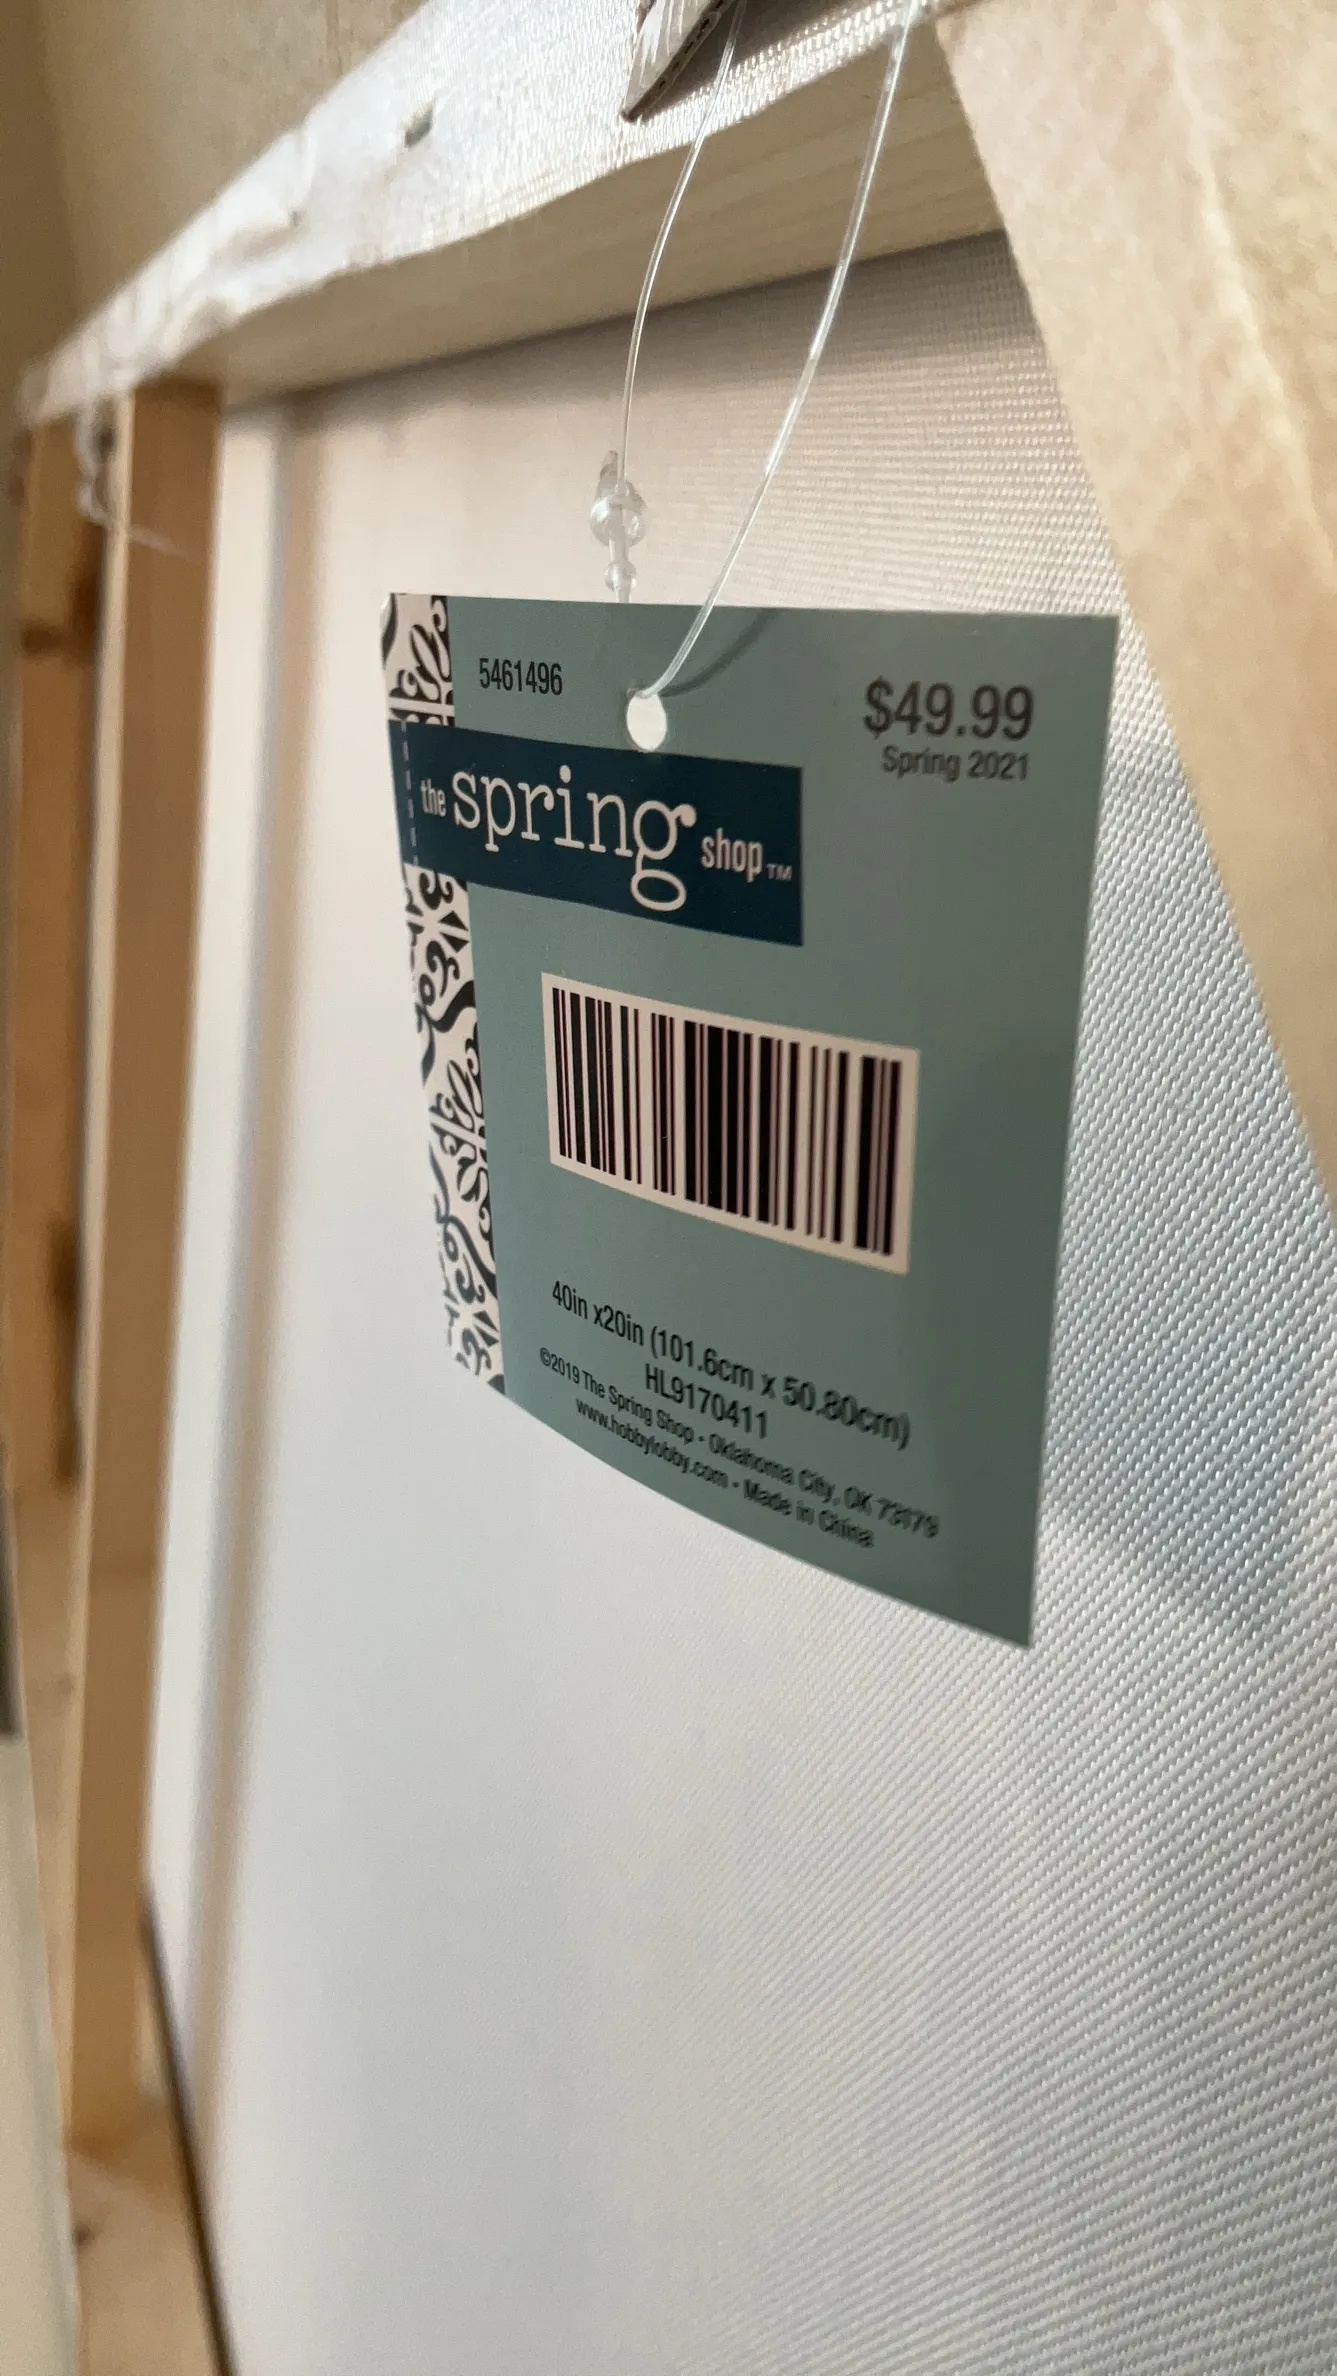 5461496
$49.99
Spring 2021
the spring shop™
40in x20in (101.6cm x 50.80cm)
HL9170411
©2019 The Spring Shop • Oklahoma City, OK 73179
www.hobbylobby.com • Made in China